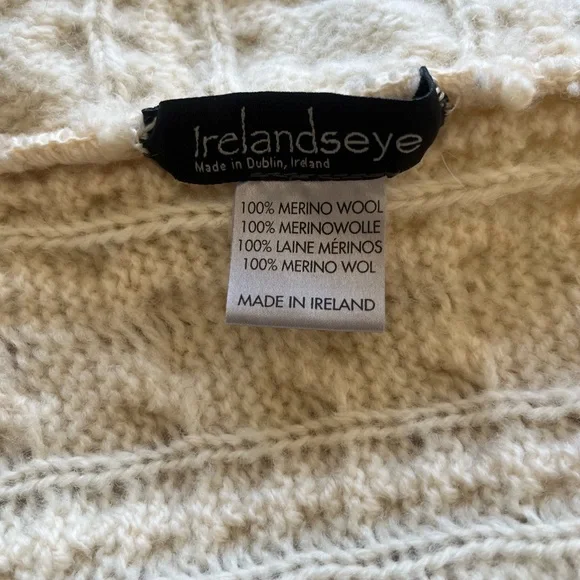 Irelandseye
Made in Dublin, Ireland
100% MERINO WOOL
100% MERINOWOLLE
100% LAINE MÉRINOS
100% MERINO WOL
MADE IN IRELAND